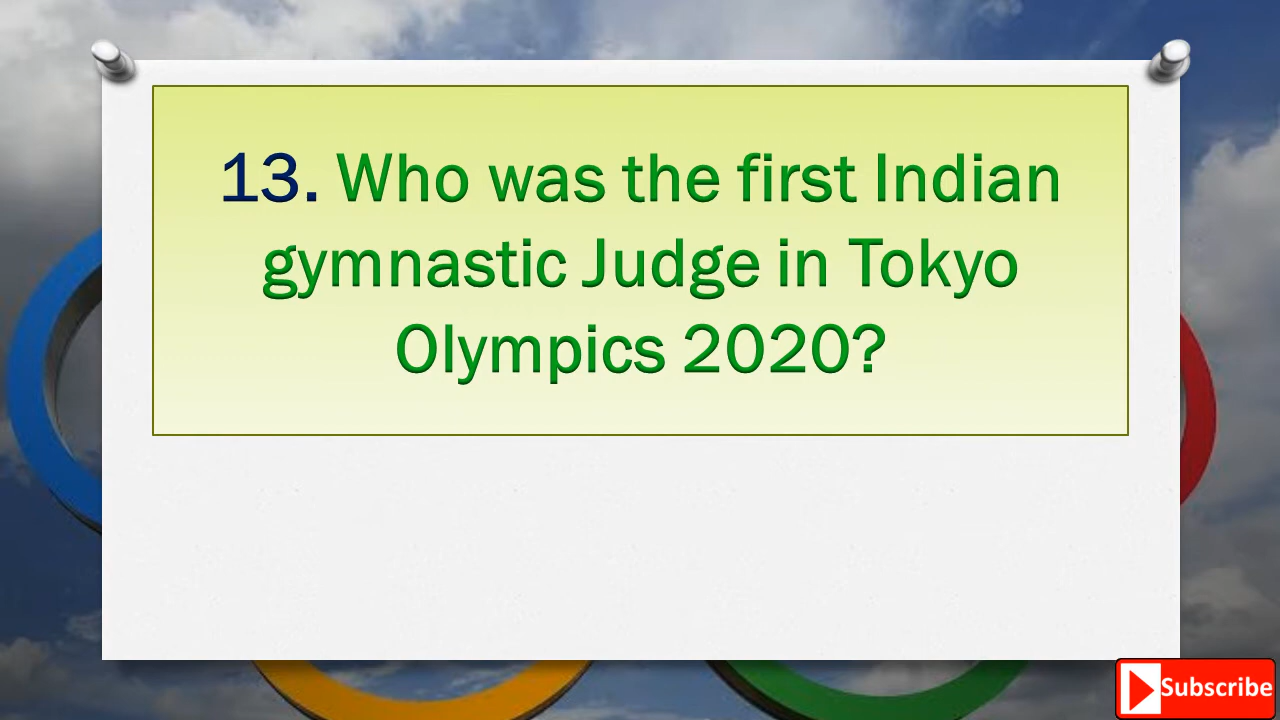 13. Who was the first Indian
gymnastic Judge in Tokyo
Olympics 2020?
Subscribe